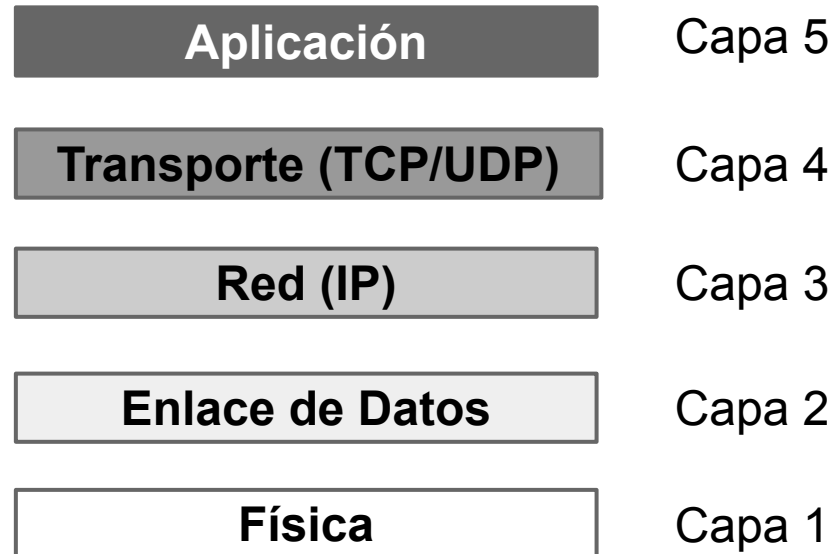 Aplicación Capa 5
Transporte (TCP/UDP) Capa 4
Red (IP) Capa 3
Enlace de Datos Capa 2
Física Capa 1